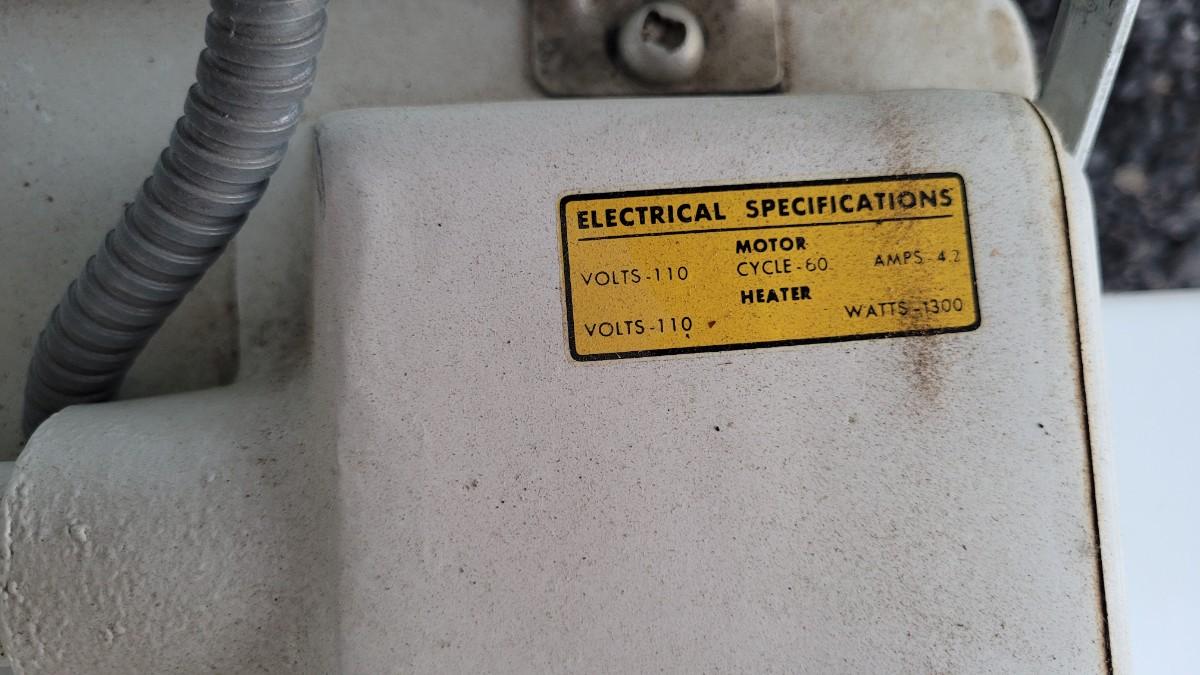 ELECTRICAL SPECIFICATIONS
MOTOR
VOLTS-110 CYCLE-60 AMPS-4.2
HEATER
VOLTS-110 WATTS-1300